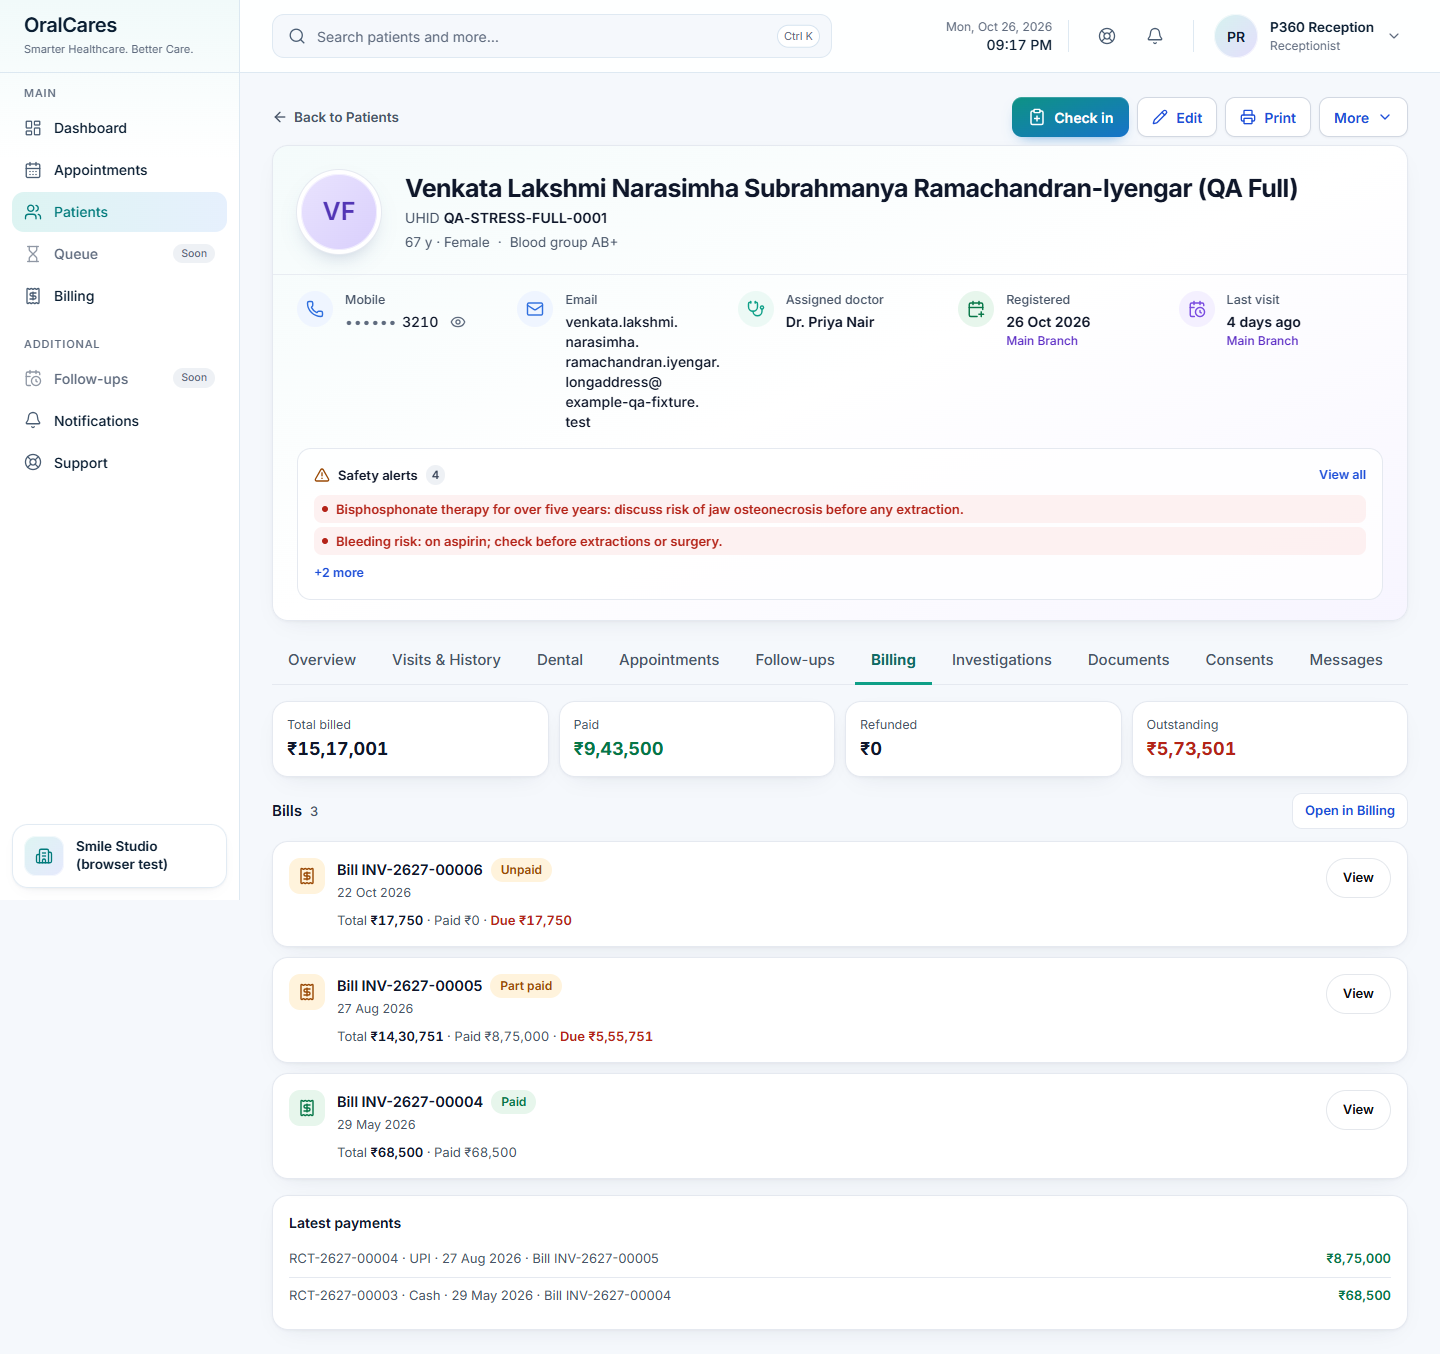 OralCares
Smarter Healthcare. Better Care.
Search patients and more...
Ctrl K
Mon, Oct 26, 2026
09:17 PM
PR
P360 Reception
Receptionist
MAIN
Dashboard
Appointments
Patients
Queue
Soon
Billing
ADDITIONAL
Follow-ups
Soon
Notifications
Support
Smile Studio
(browser test)
Back to Patients
Check in
Edit
Print
More
VF
Venkata Lakshmi Narasimha Subrahmanya Ramachandran-Iyengar (QA Full)
UHID QA-STRESS-FULL-0001
67 y · Female · Blood group AB+
Mobile
•••••• 3210
Email
venkata.lakshmi.
narasimha.
ramachandran.iyengar.
longaddress@
example-qa-fixture.
test
Assigned doctor
Dr. Priya Nair
Registered
26 Oct 2026
Main Branch
Last visit
4 days ago
Main Branch
Safety alerts 4
View all
• Bisphosphonate therapy for over five years: discuss risk of jaw osteonecrosis before any extraction.
• Bleeding risk: on aspirin; check before extractions or surgery.
+2 more
Overview
Visits & History
Dental
Appointments
Follow-ups
Billing
Investigations
Documents
Consents
Messages
Total billed
₹15,17,001
Paid
₹9,43,500
Refunded
₹0
Outstanding
₹5,73,501
Bills 3
Open in Billing
Bill INV-2627-00006 Unpaid
22 Oct 2026
Total ₹17,750 · Paid ₹0 · Due ₹17,750
View
Bill INV-2627-00005 Part paid
27 Aug 2026
Total ₹14,30,751 · Paid ₹8,75,000 · Due ₹5,55,751
View
Bill INV-2627-00004 Paid
29 May 2026
Total ₹68,500 · Paid ₹68,500
View
Latest payments
RCT-2627-00004 · UPI · 27 Aug 2026 · Bill INV-2627-00005 ₹8,75,000
RCT-2627-00003 · Cash · 29 May 2026 · Bill INV-2627-00004 ₹68,500